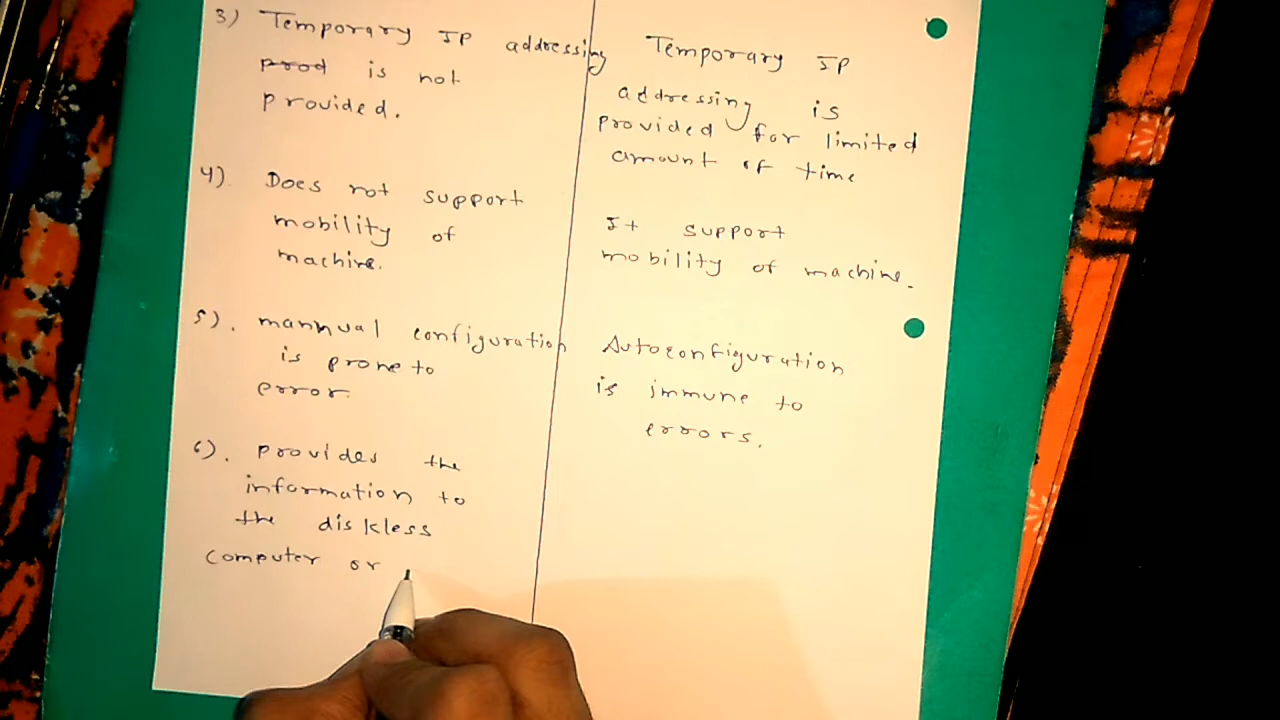 3) Temporary IP addressing
prod is not
provided.
Temporary IP
addressing is
provided for limited
amount of time
4) Does not support
mobility of
machine.
It support
mobility of machine.
5). mannual configuration
is prone to
error.
Autoconfiguration
is immune to
errors.
6). provides the
information to
the diskless
computer or